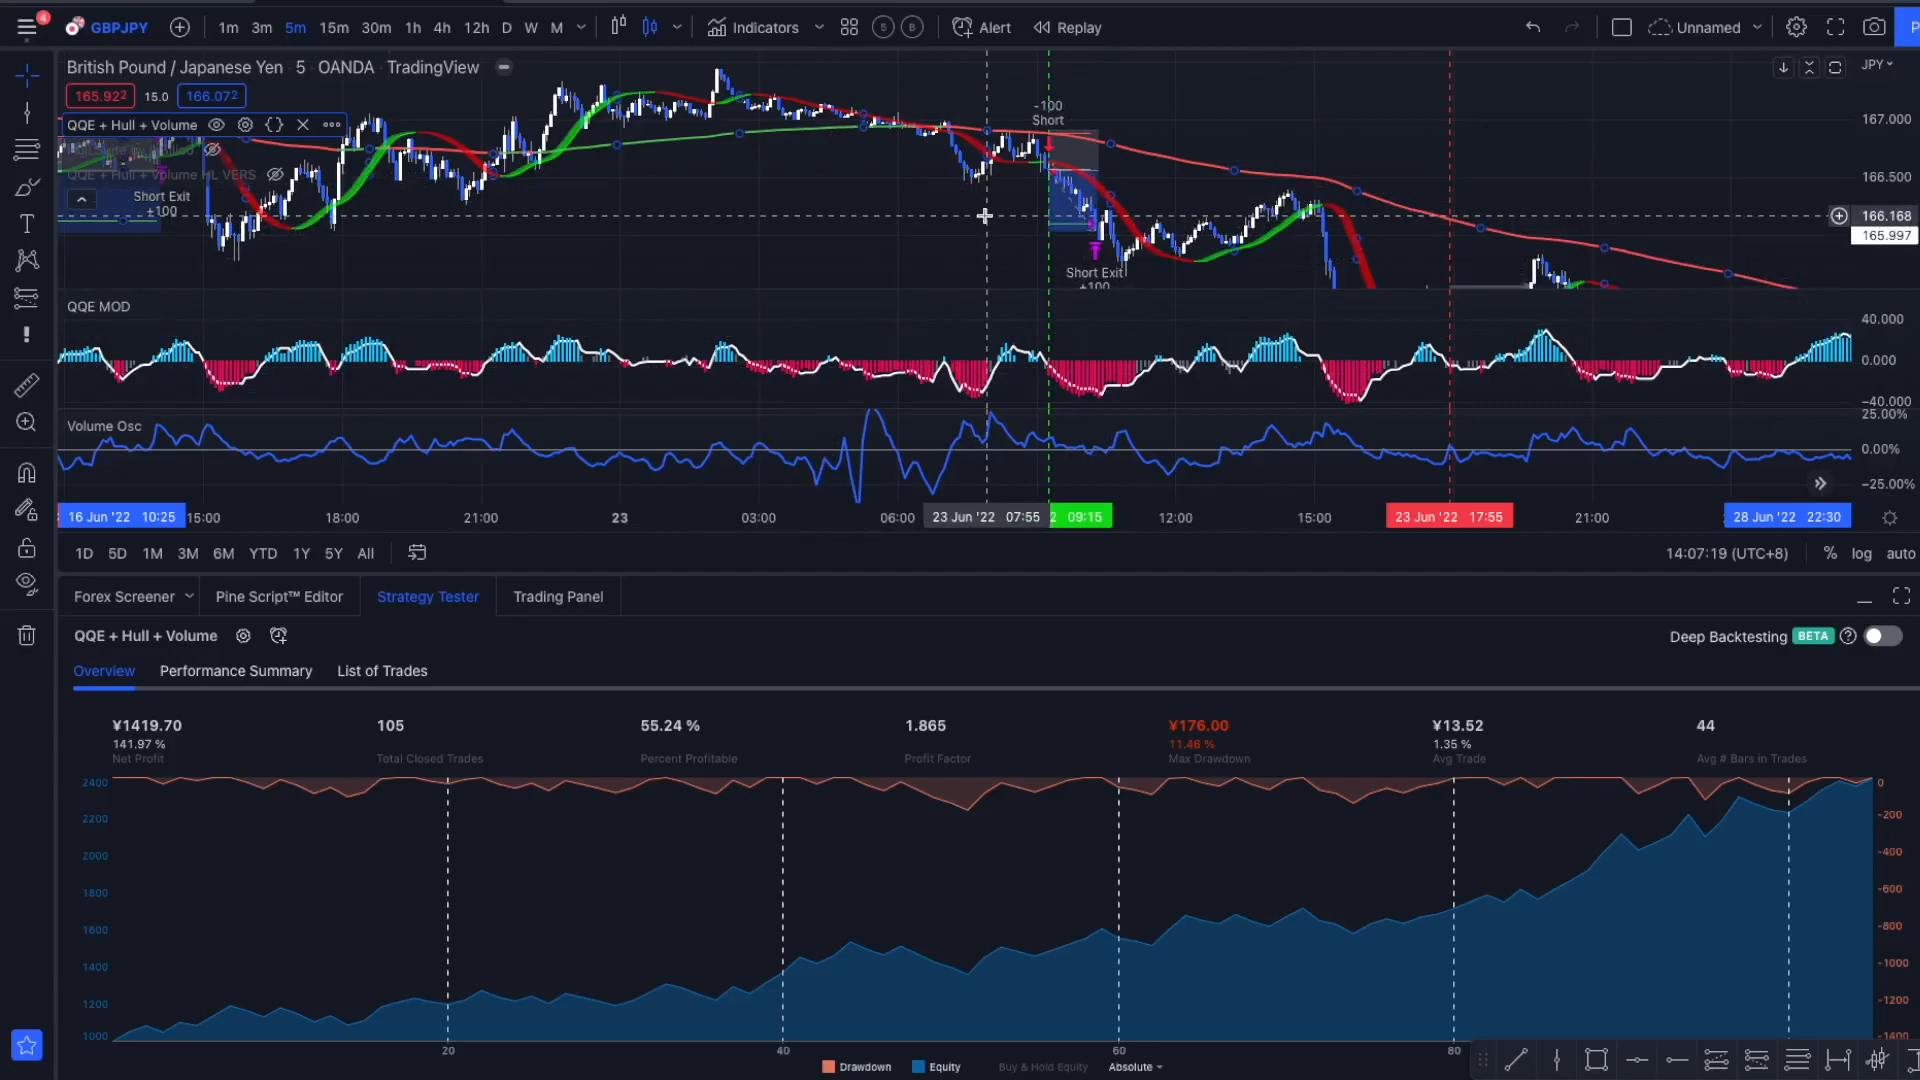 4 GBPJPY 1m 3m 5m 15m 30m 1h 4h 12h D W M Indicators S B Alert Replay Unnamed P
British Pound / Japanese Yen · 5 · OANDA · TradingView
JPY
165.922 15.0 166.072
QQE + Hull + Volume
QQE + Hull + Volume HL VERS
Short Exit
+100
-100
Short
Short Exit
+100
167.000
166.500
166.168
165.997
QQE MOD
40.000
0.000
−40.000
Volume Osc
25.00%
0.00%
−25.00%
16 Jun '22 10:25 15:00 18:00 21:00 23 03:00 06:00 23 Jun '22 07:55 2 09:15 12:00 15:00 23 Jun '22 17:55 21:00 28 Jun '22 22:30
1D 5D 1M 3M 6M YTD 1Y 5Y All
14:07:19 (UTC+8) % log auto
Forex Screener Pine Script™ Editor Strategy Tester Trading Panel
QQE + Hull + Volume
Deep Backtesting BETA
Overview Performance Summary List of Trades
¥1419.70 105 55.24 % 1.865 ¥176.00 ¥13.52 44
141.97 % 11.46 % 1.35 %
Net Profit Total Closed Trades Percent Profitable Profit Factor Max Drawdown Avg Trade Avg # Bars in Trades
2400 0
2200 -200
2000 -400
1800 -600
1600 -800
1400 -1000
1200 -1200
1000 -1400
20 40 60 80
Drawdown Equity Buy & Hold Equity Absolute